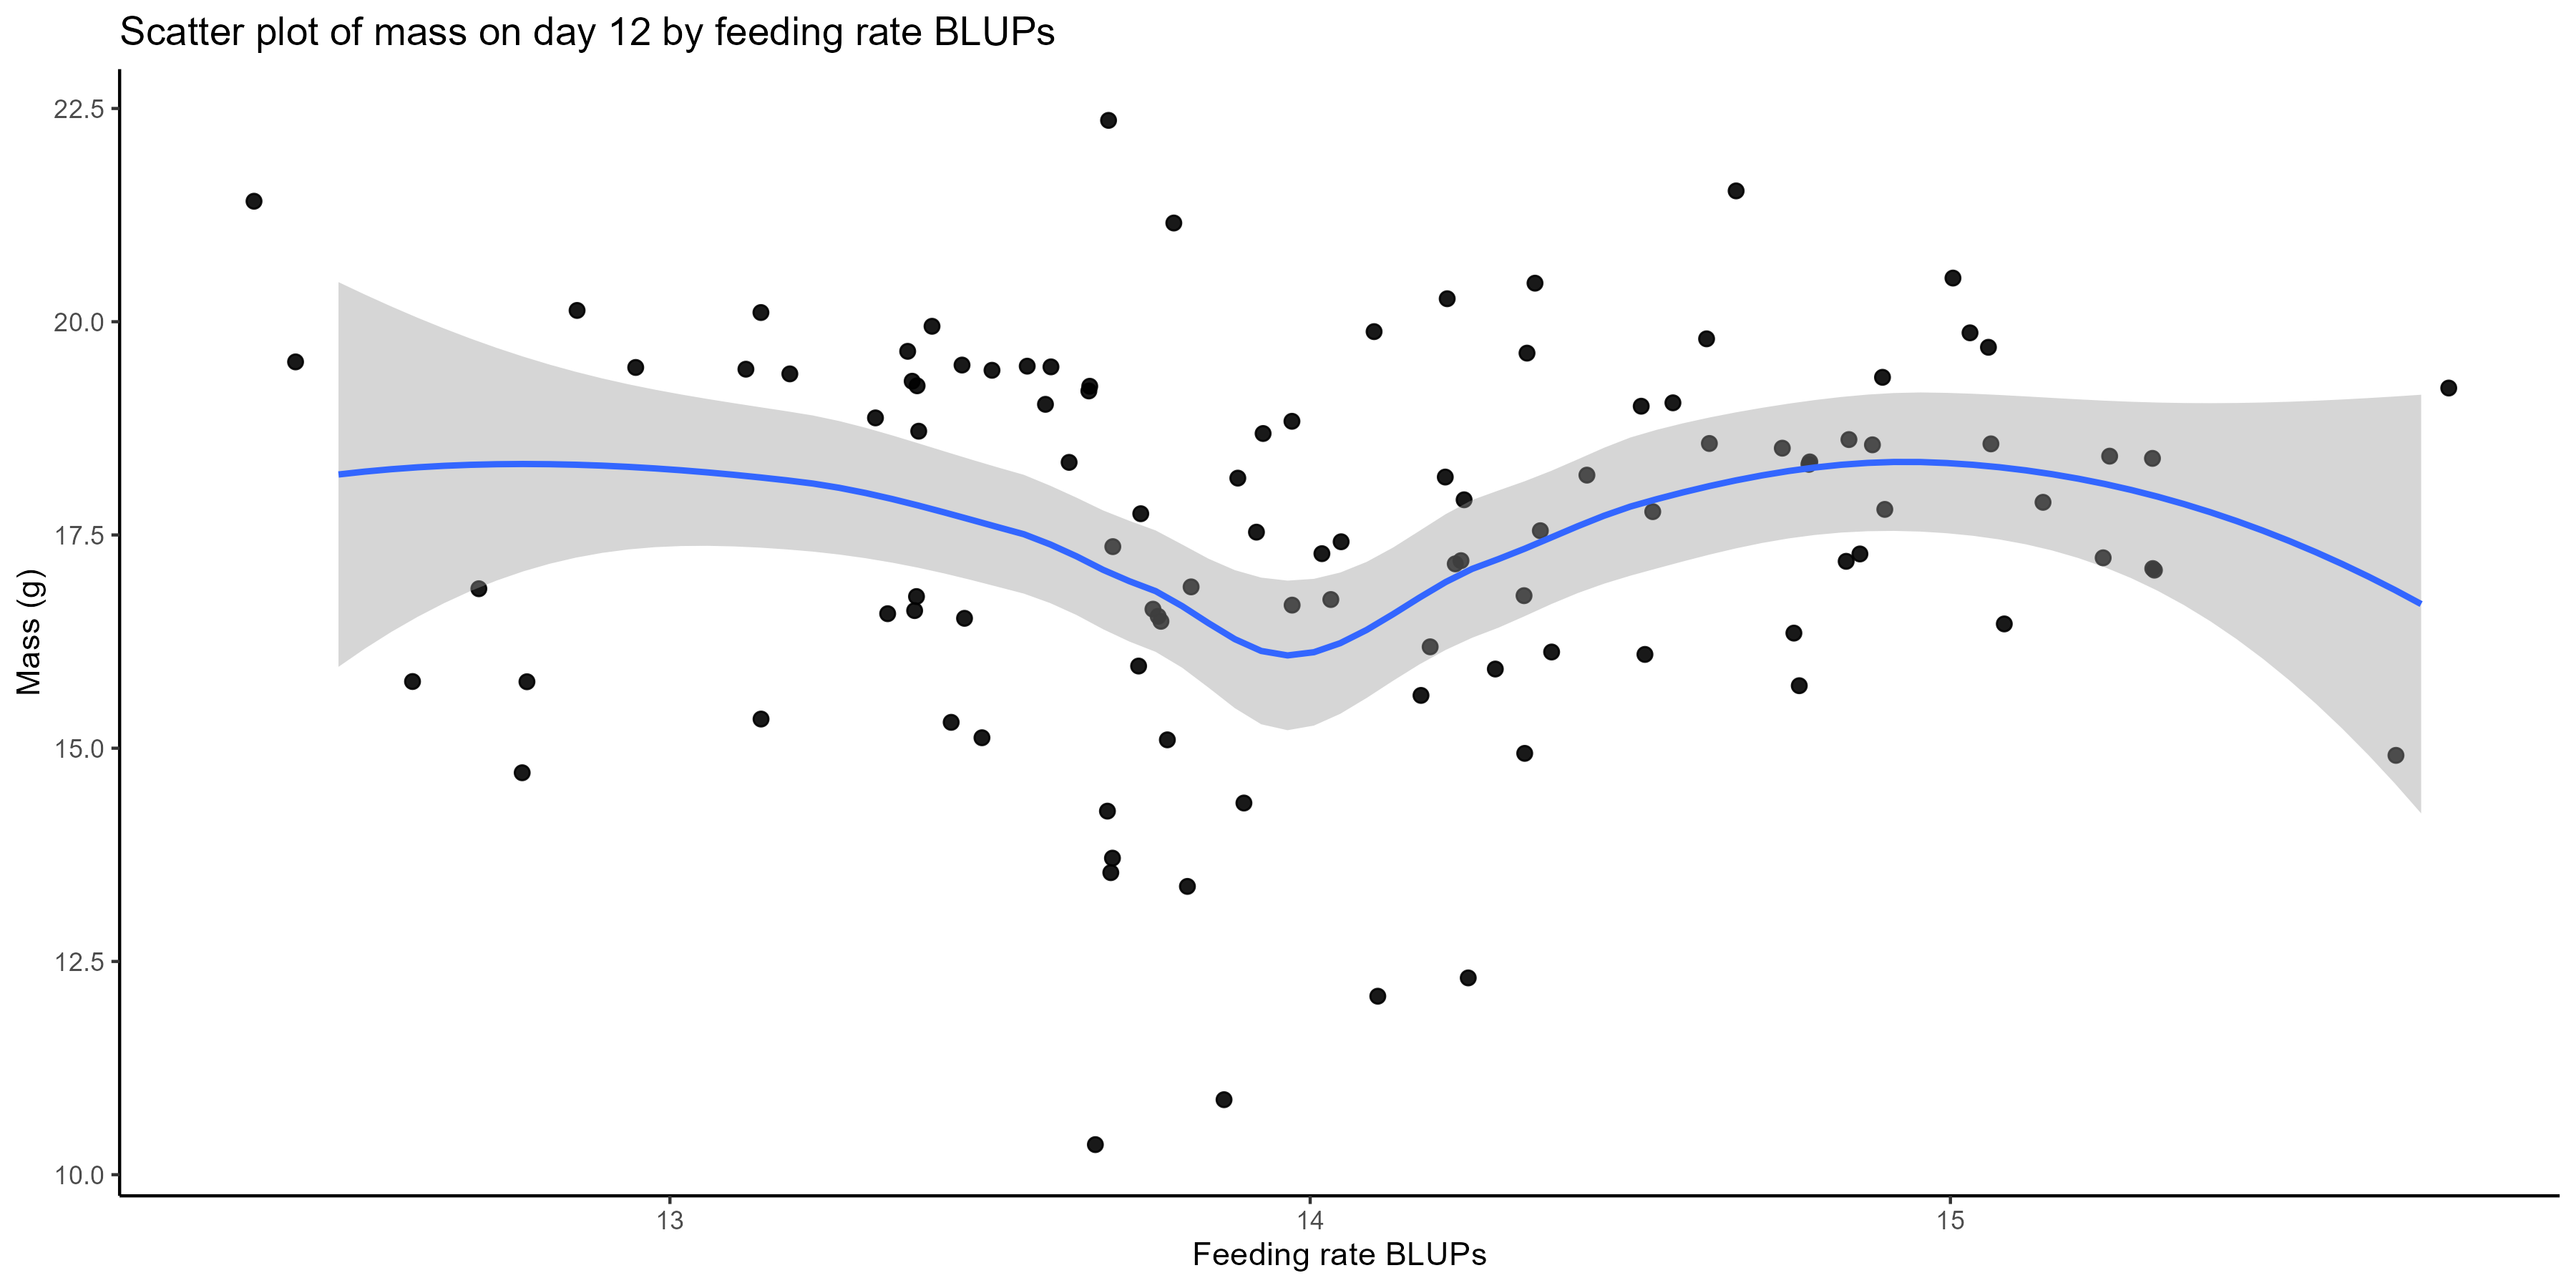 Scatter plot of mass on day 12 by feeding rate BLUPs
22.5
20.0
17.5
15.0
12.5
10.0
Mass (g)
13 14 15
Feeding rate BLUPs